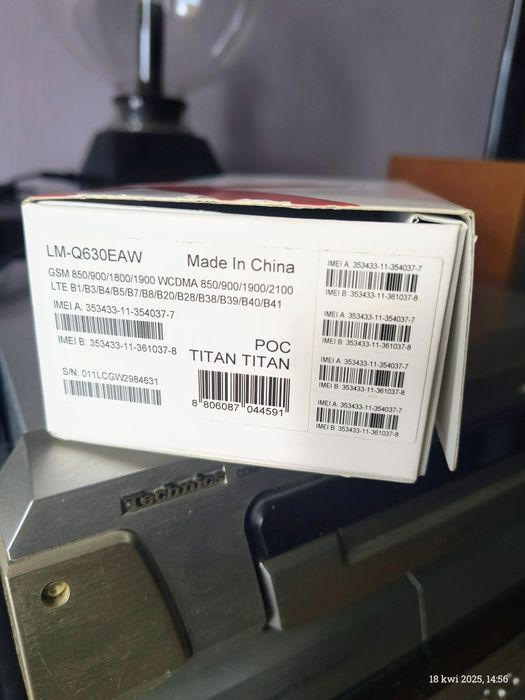 LM-Q630EAW
Made In China
GSM 850/900/1800/1900 WCDMA 850/900/1900/2100
LTE B1/B3/B4/B5/B7/B8/B20/B28/B38/B39/B40/B41
IMEI A: 353433-11-354037-7
IMEI B: 353433-11-361037-8
S/N: 011LCGW2984631
POC
TITAN TITAN
8 806087 044591
IMEI A: 353433-11-354037-7
IMEI B: 353433-11-361037-8
IMEI A: 353433-11-354037-7
IMEI B: 353433-11-361037-8
IMEI A: 353433-11-354037-7
IMEI B: 353433-11-361037-8
IMEI A: 353433-11-354037-7
IMEI B: 353433-11-361037-8
Technics
18 kwi 2025, 14:56